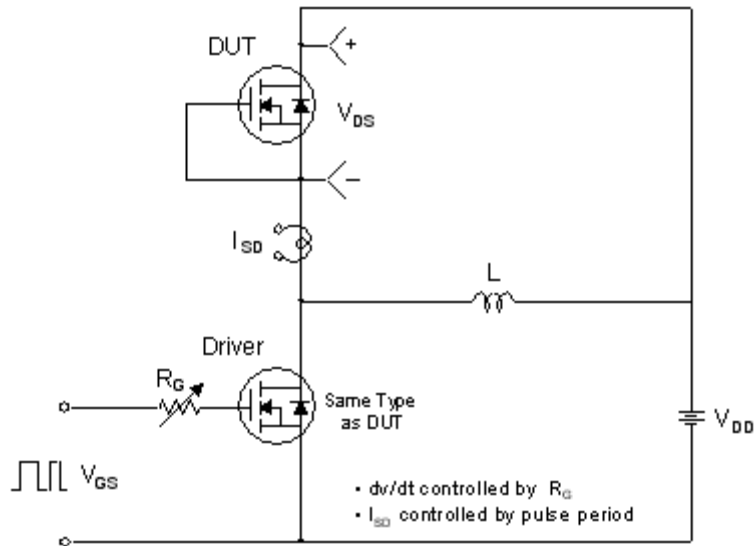 DUT
+
V_DS
−
I_SD
L
Driver
R_G
Same Type
as DUT
V_DD
V_GS
• dv/dt controlled by R_G
• I_SD controlled by pulse period